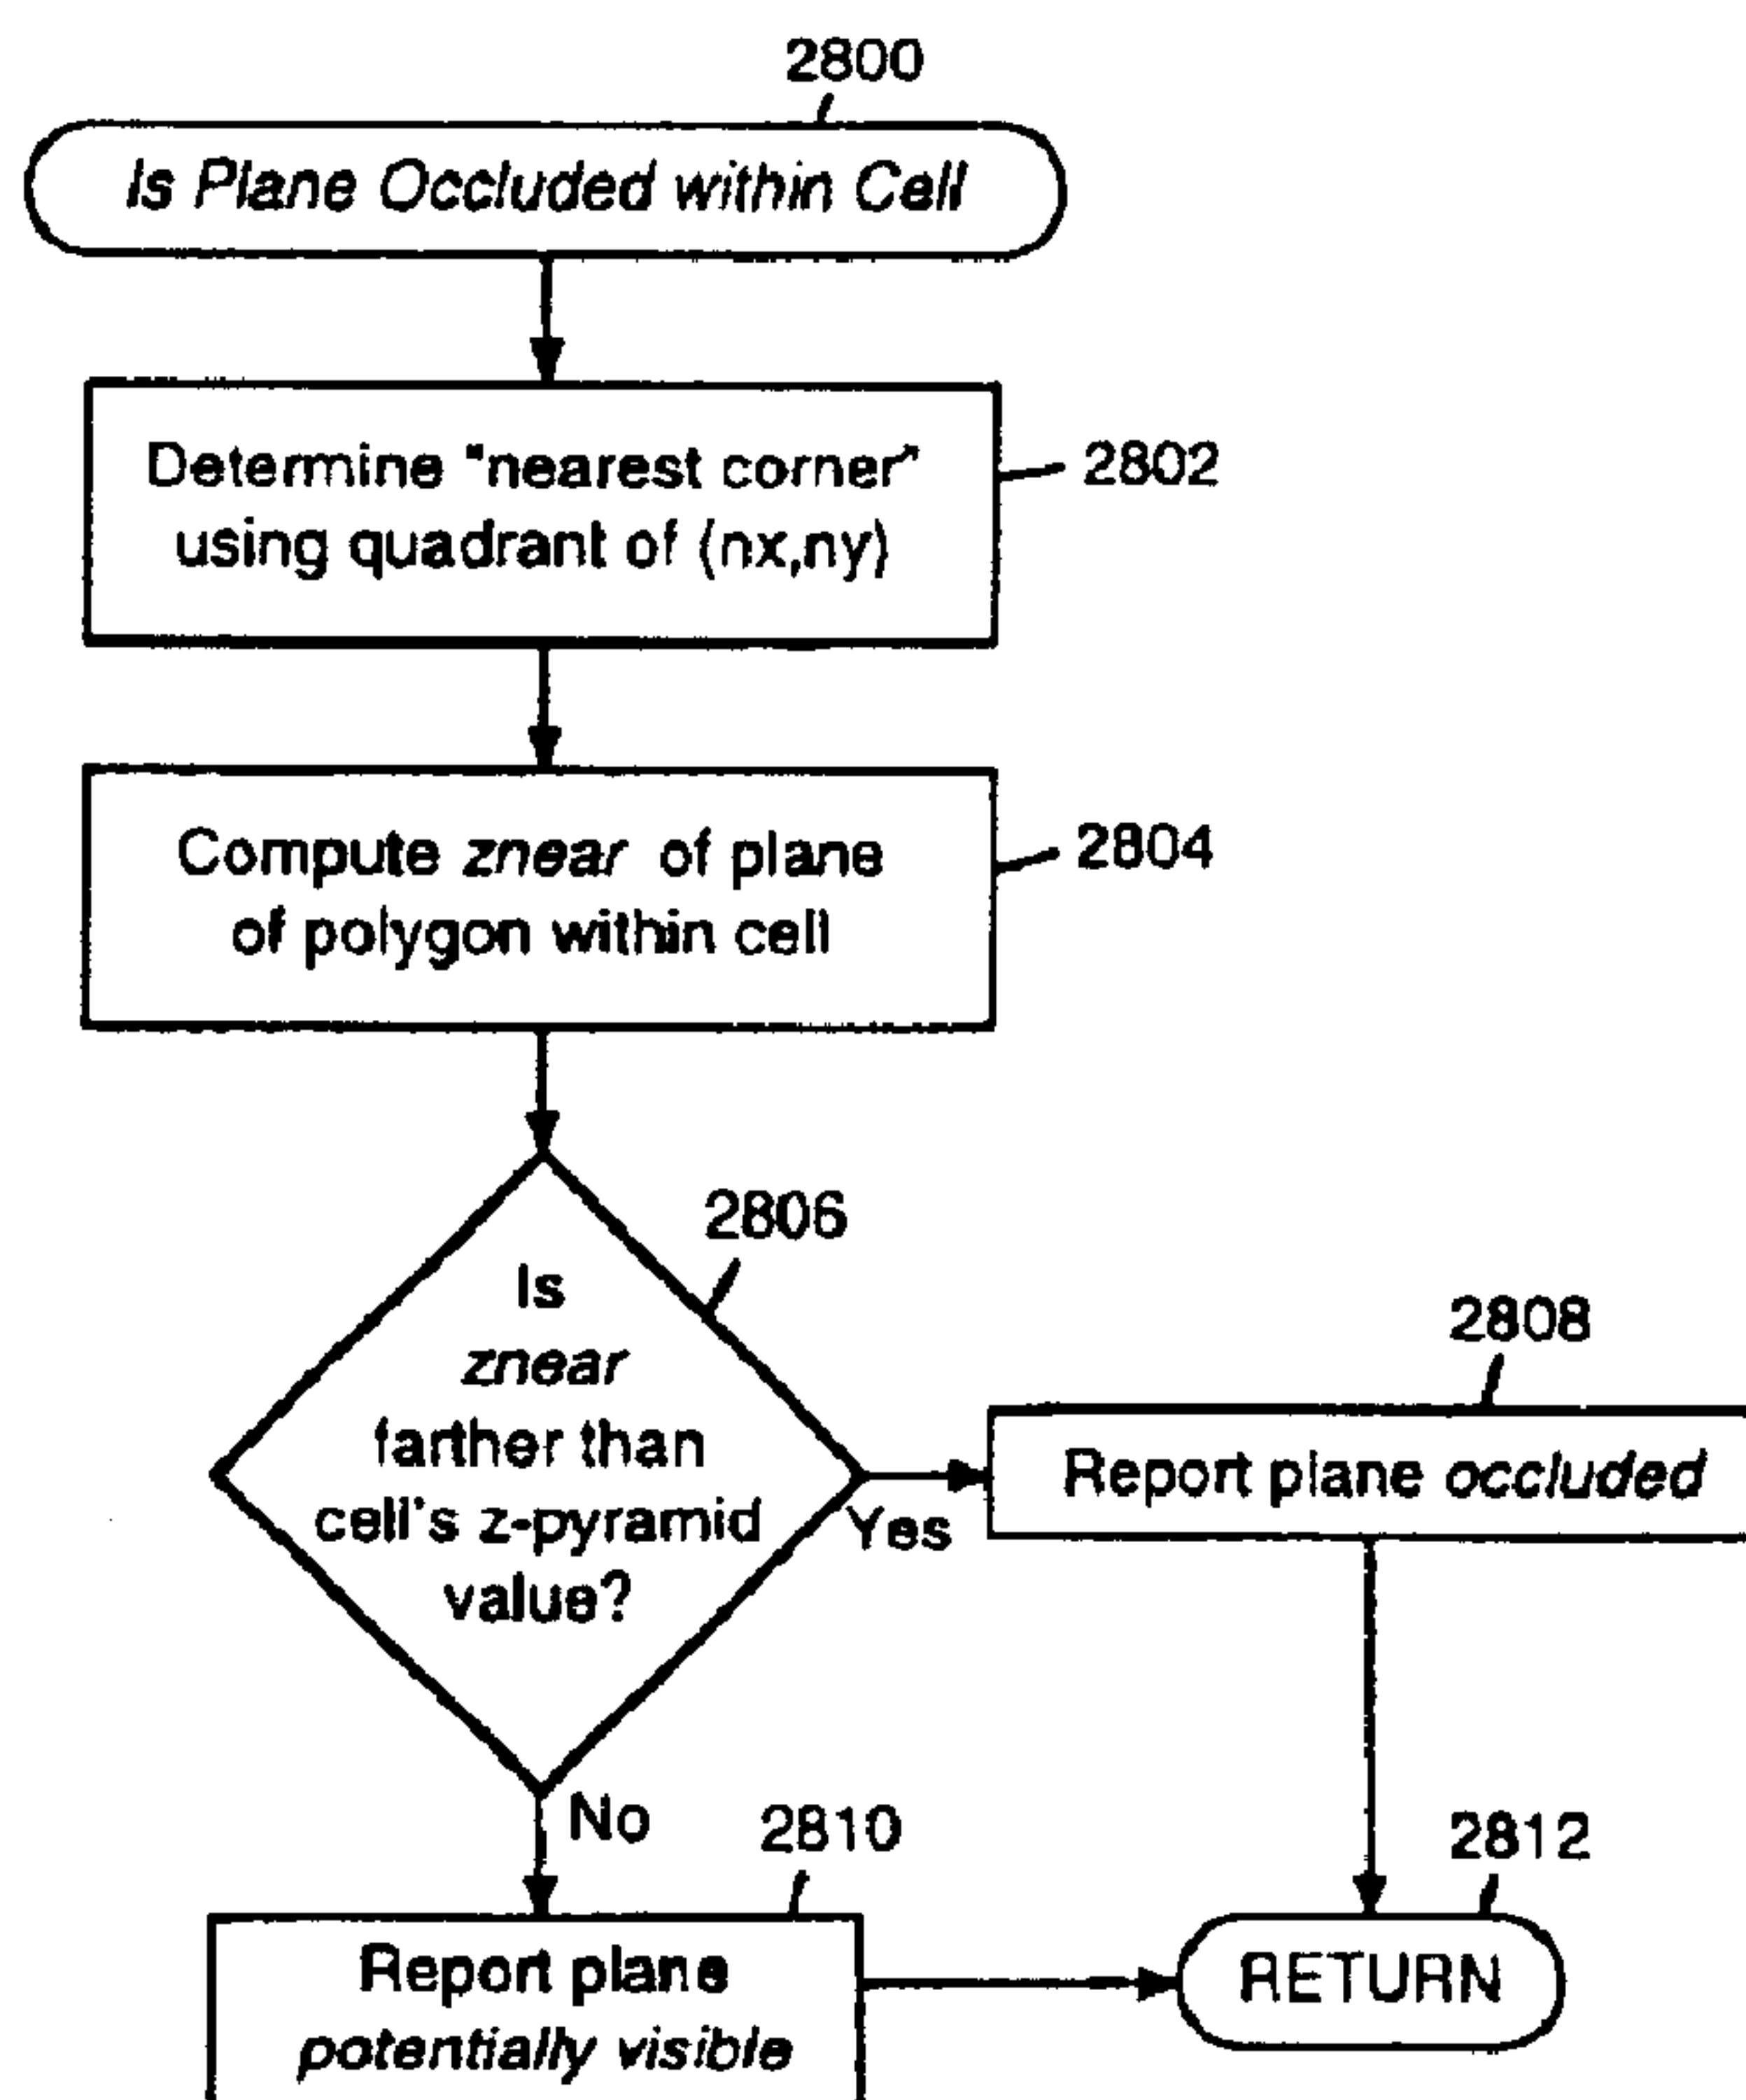 2800
Is Plane Occluded within Cell
Determine "nearest corner"
using quadrant of (nx,ny)
2802
Compute znear of plane
of polygon within cell
2804
2806
Is
znear
farther than
cell's z-pyramid
value?
Yes
2808
Report plane occluded
No
2810
Report plane
potentially visible
2812
RETURN